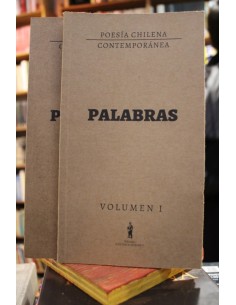 POESÍA CHILENA
CONTEMPORÁNEA
PALABRAS
VOLUMEN I